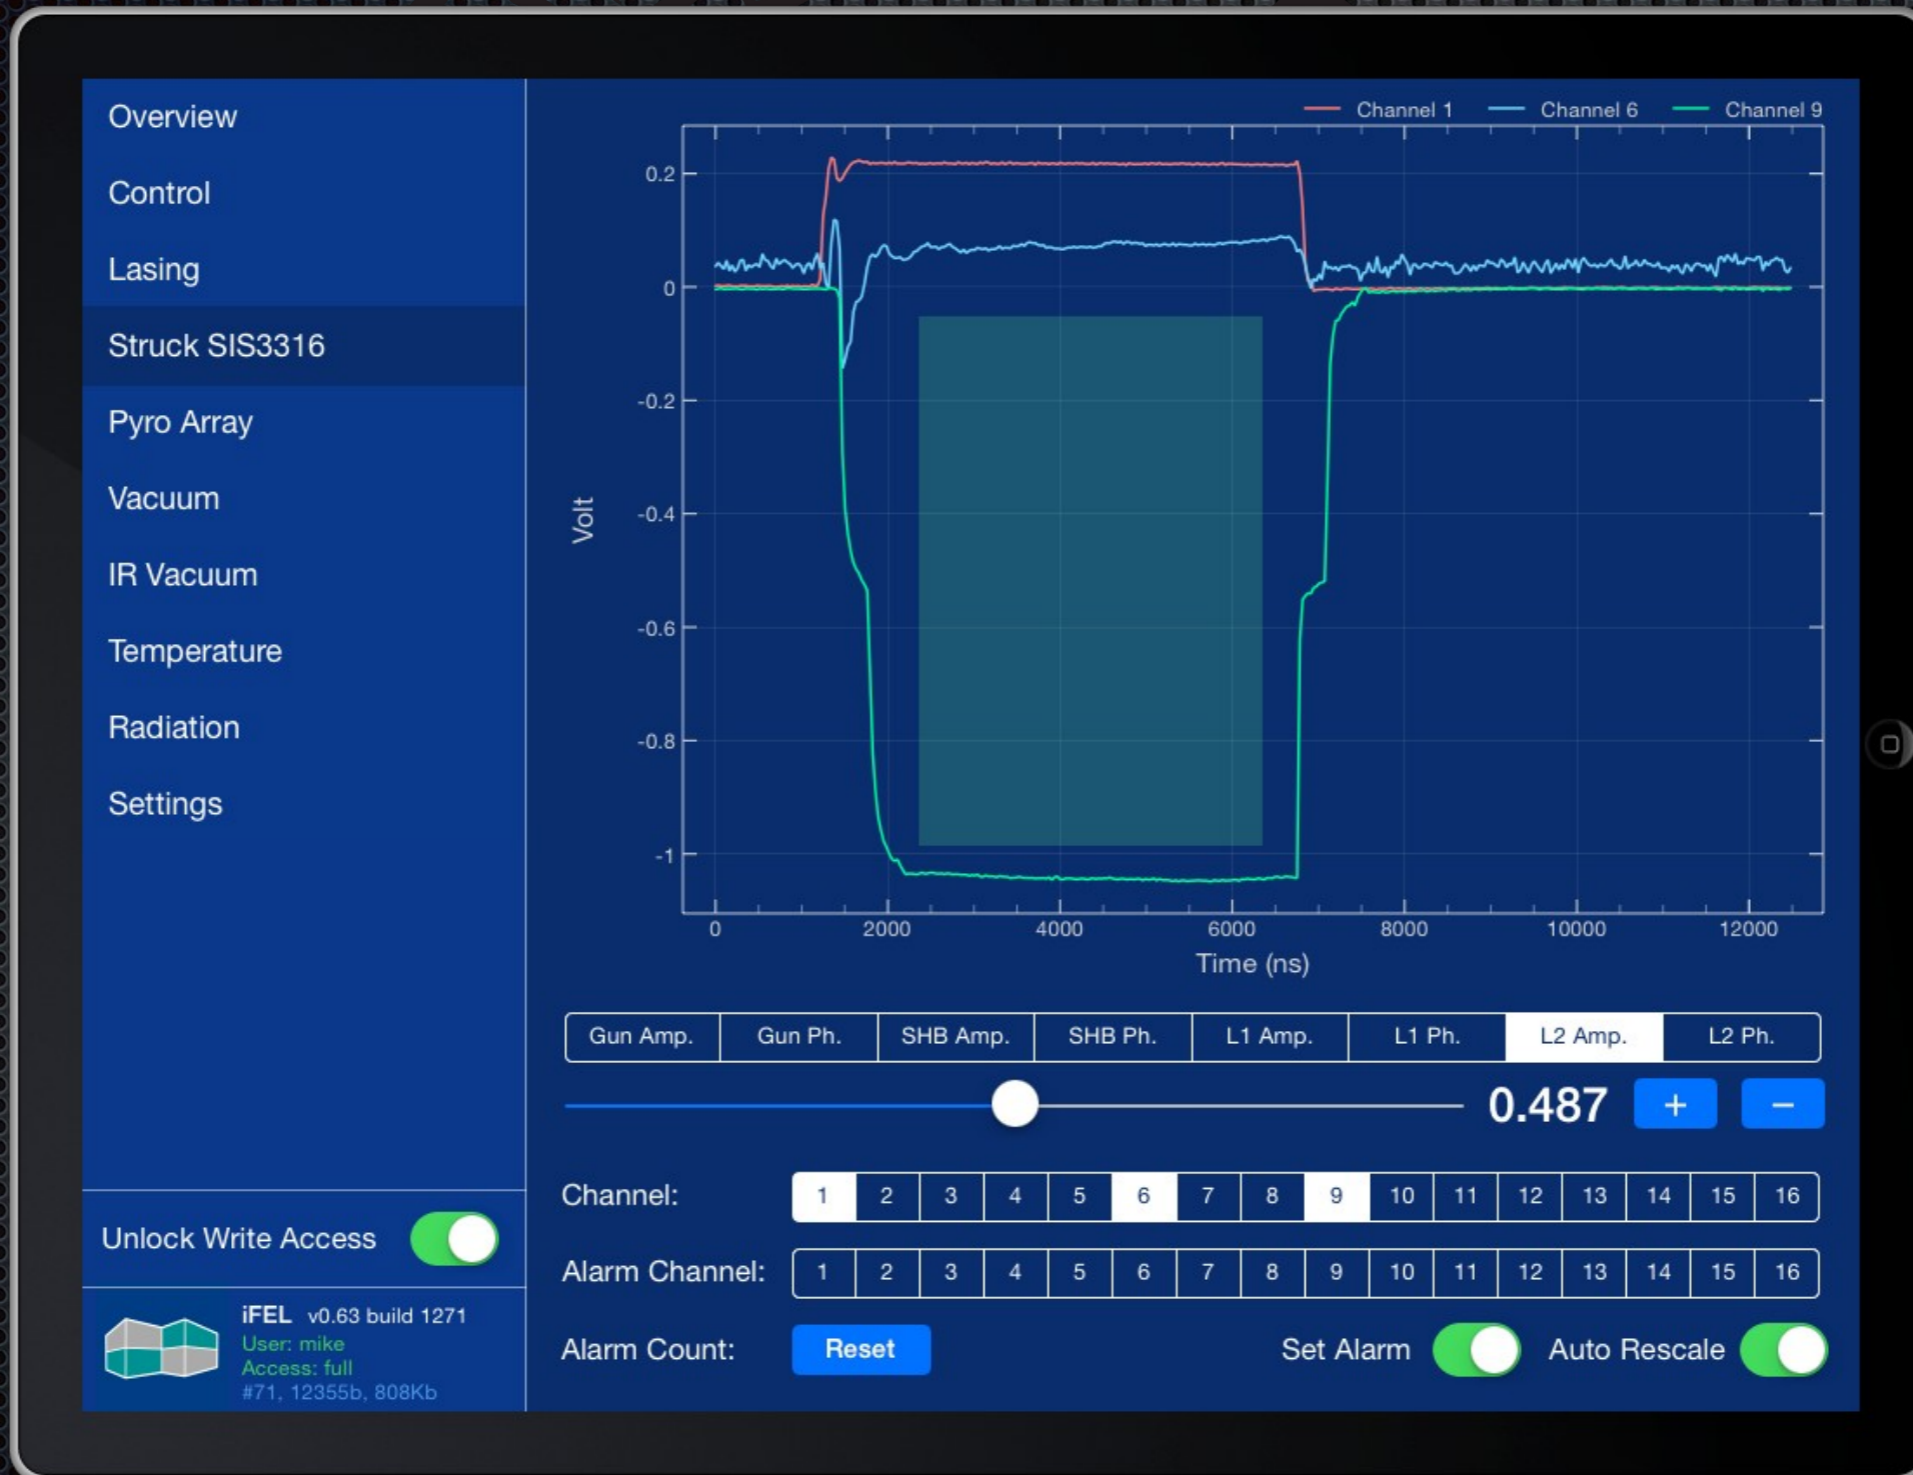 Overview
Control
Lasing
Struck SIS3316
Pyro Array
Vacuum
IR Vacuum
Temperature
Radiation
Settings
Unlock Write Access
iFEL v0.63 build 1271
User: mike
Access: full
#71, 12355b, 808Kb
Channel 1 Channel 6 Channel 9
0.2
0
-0.2
-0.4
-0.6
-0.8
-1
Volt
0 2000 4000 6000 8000 10000 12000
Time (ns)
Gun Amp. Gun Ph. SHB Amp. SHB Ph. L1 Amp. L1 Ph. L2 Amp. L2 Ph.
0.487 + −
Channel: 1 2 3 4 5 6 7 8 9 10 11 12 13 14 15 16
Alarm Channel: 1 2 3 4 5 6 7 8 9 10 11 12 13 14 15 16
Alarm Count: Reset Set Alarm Auto Rescale